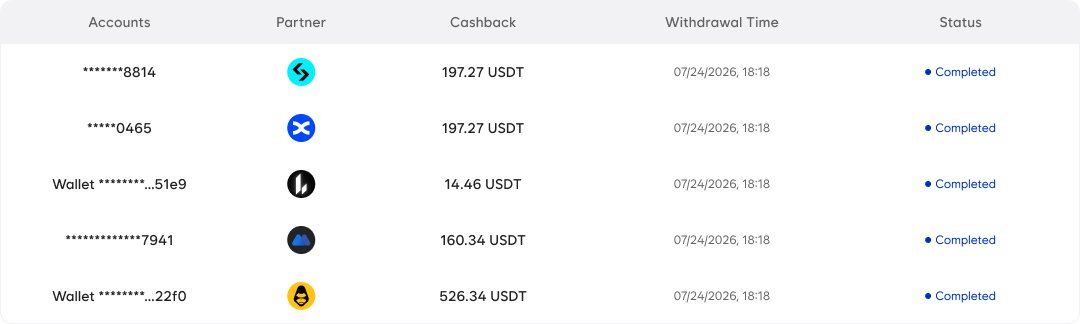 Accounts Partner Cashback Withdrawal Time Status
*******8814 197.27 USDT 07/24/2026, 18:18 Completed
*****0465 197.27 USDT 07/24/2026, 18:18 Completed
Wallet ********...51e9 14.46 USDT 07/24/2026, 18:18 Completed
*************7941 160.34 USDT 07/24/2026, 18:18 Completed
Wallet ********...22f0 526.34 USDT 07/24/2026, 18:18 Completed